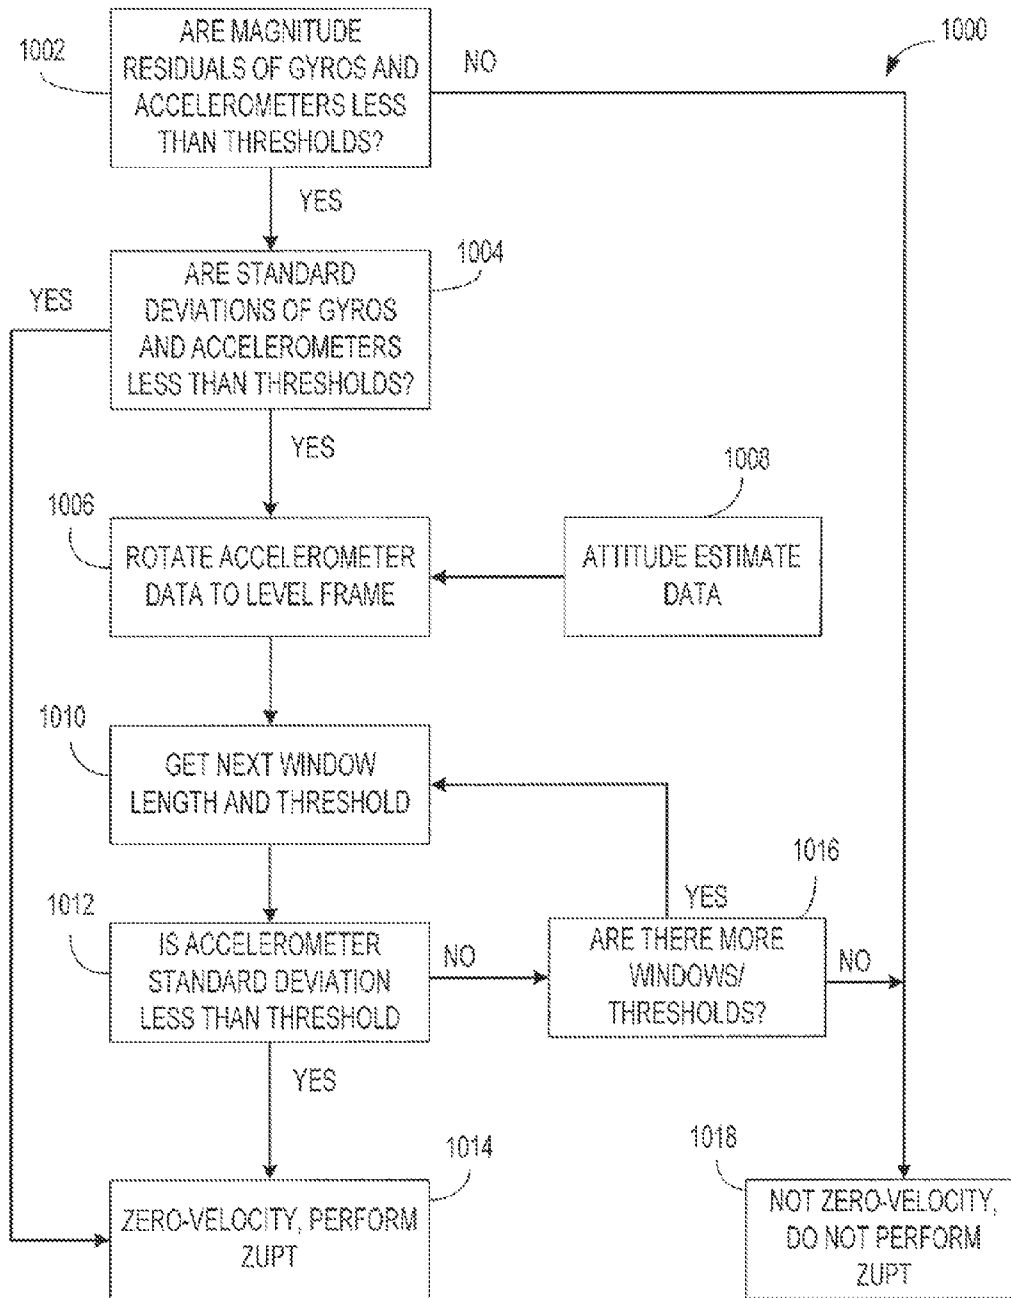 1000
1002
ARE MAGNITUDE
RESIDUALS OF GYROS AND
ACCELEROMETERS LESS
THAN THRESHOLDS?
NO
YES
1004
ARE STANDARD
DEVIATIONS OF GYROS
AND ACCELEROMETERS
LESS THAN THRESHOLDS?
YES
YES
1006
ROTATE ACCELEROMETER
DATA TO LEVEL FRAME
1008
ATTITUDE ESTIMATE
DATA
1010
GET NEXT WINDOW
LENGTH AND THRESHOLD
1012
IS ACCELEROMETER
STANDARD DEVIATION
LESS THAN THRESHOLD
NO
YES
1016
ARE THERE MORE
WINDOWS/
THRESHOLDS?
YES
NO
1014
ZERO-VELOCITY, PERFORM
ZUPT
1018
NOT ZERO-VELOCITY,
DO NOT PERFORM
ZUPT